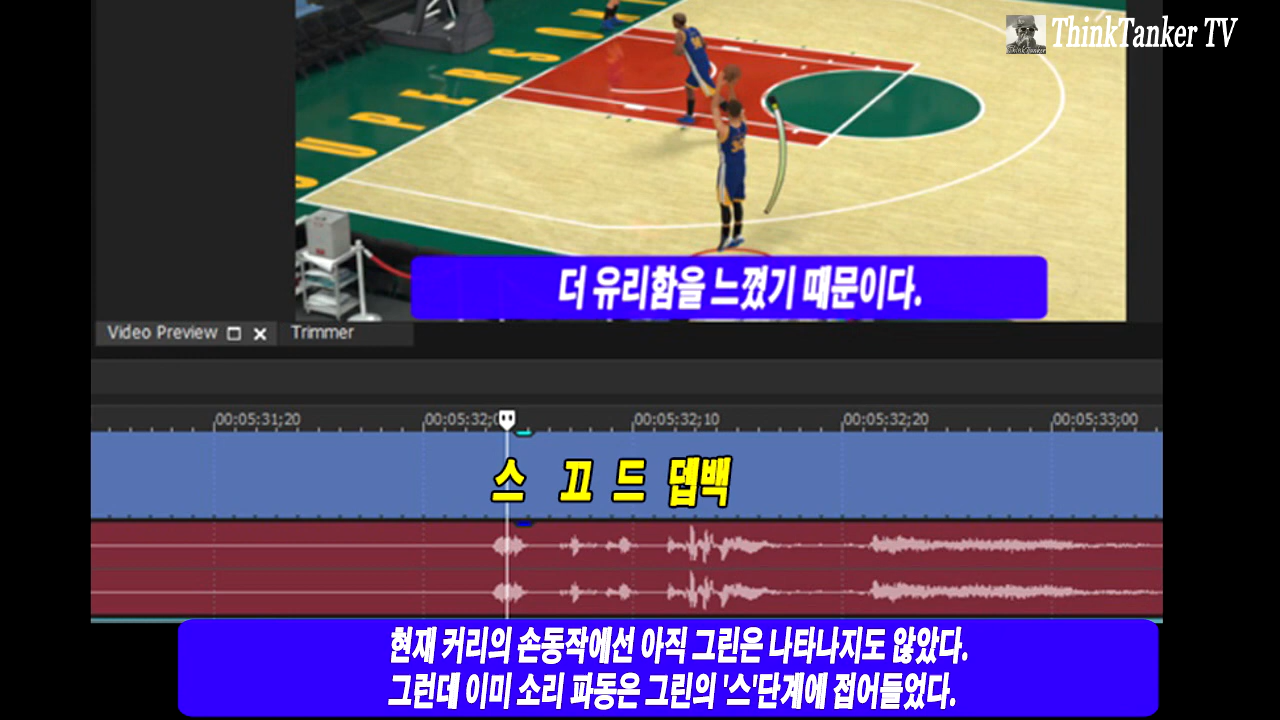 ThinkTanker TV
SUPERSON
30
더 유리함을 느꼈기 때문이다.
Video Preview
Trimmer
00:05:31;20
00:05:32;0
00:05:32;10
00:05:32;20
00:05:33;00
스 끄 드 뎁백
현재 커리의 손동작에선 아직 그린은 나타나지도 않았다.
그런데 이미 소리 파동은 그린의 '스'단계에 접어들었다.